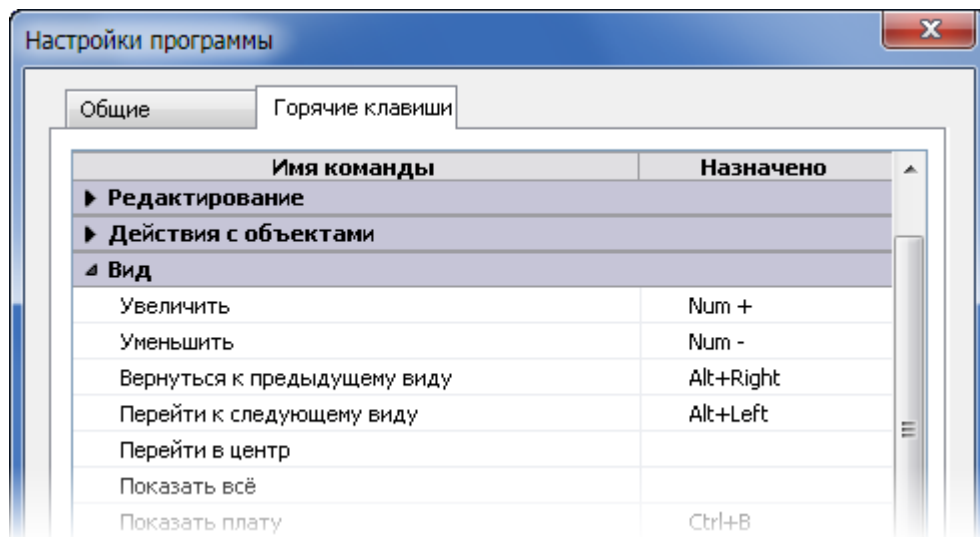 Настройки программы
Общие
Горячие клавиши
Имя команды Назначено
Редактирование
Действия с объектами
Вид
Увеличить Num +
Уменьшить Num -
Вернуться к предыдущему виду Alt+Right
Перейти к следующему виду Alt+Left
Перейти в центр
Показать всё
Показать плату Ctrl+B